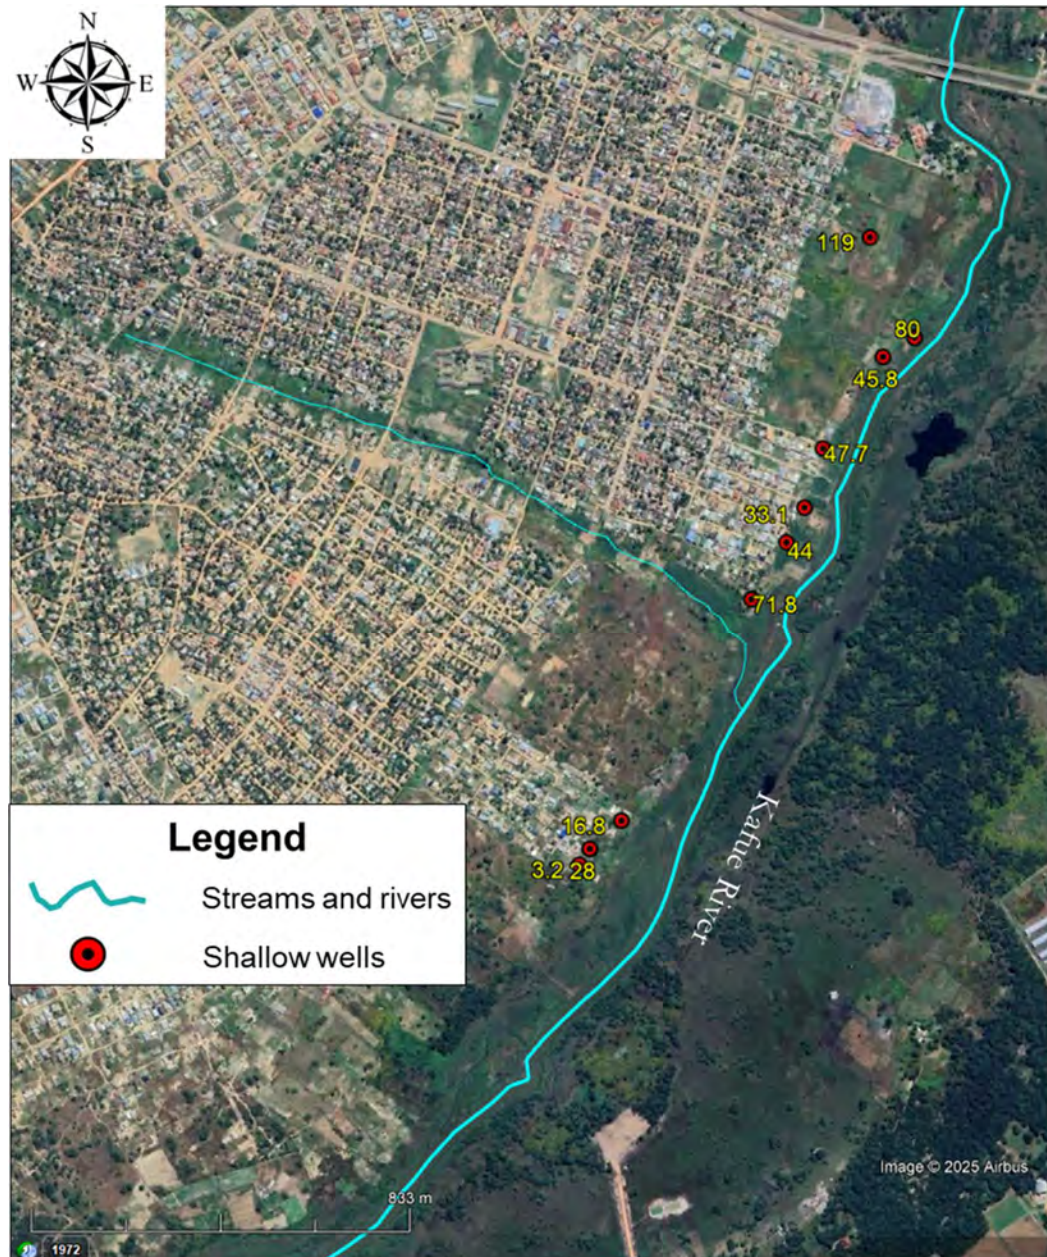 N
W E
S
119
80
45.8
47.7
33.1
44
71.8
16.8
3.2 28
Kafue River
Legend
Streams and rivers
Shallow wells
Image © 2025 Airbus
833 m
1972